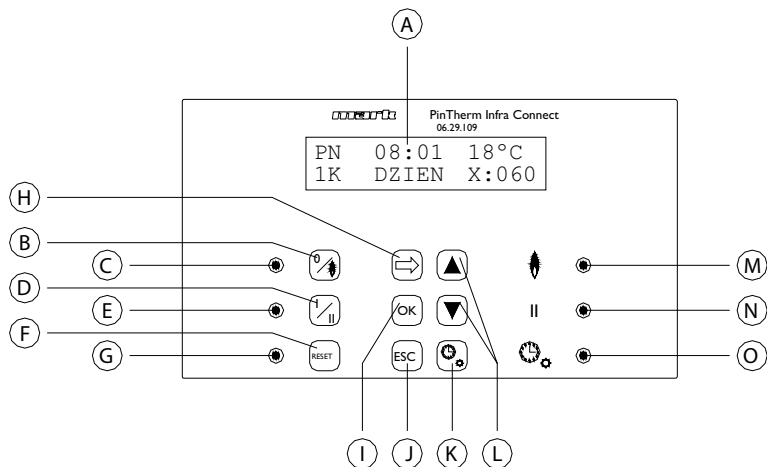 A
mark PinTherm Infra Connect
06.29.109
PN 08:01 18°C
1K DZIEN X:060
H
B
0/
C
M
D
I/II
E
OK
II
N
F
G
RESET
ESC
O
I
J
K
L